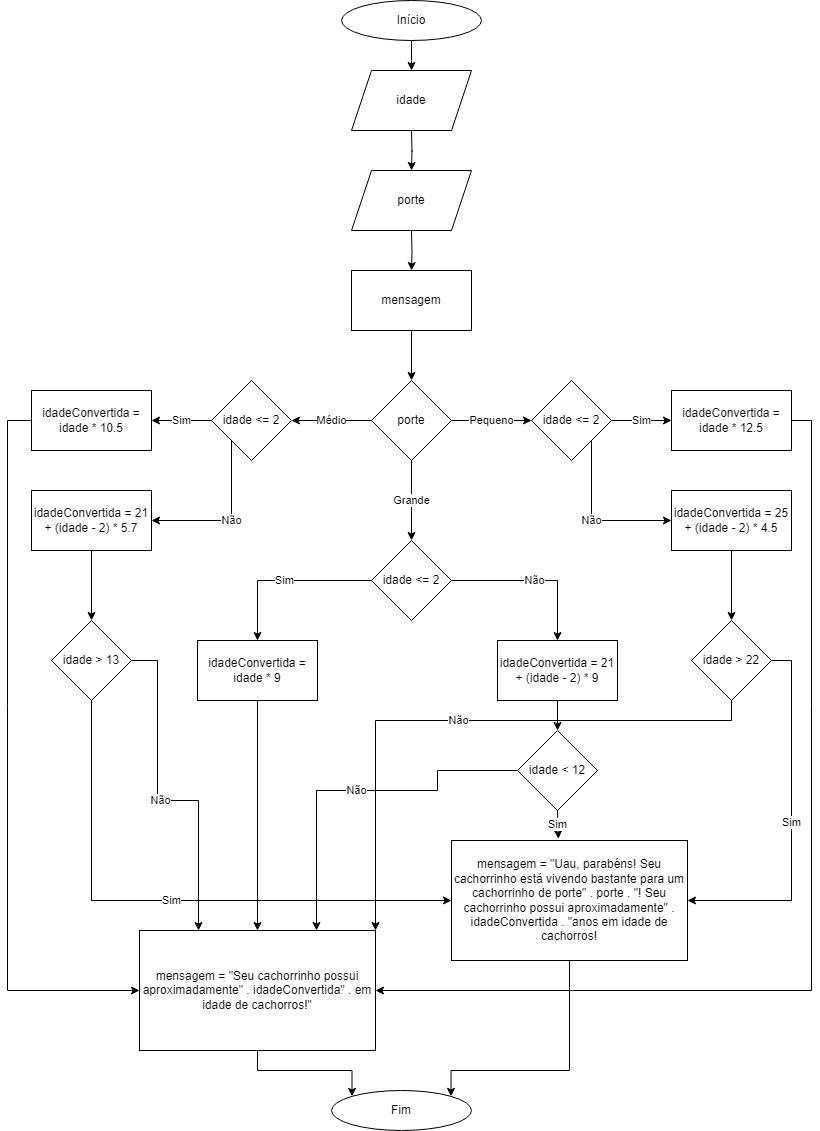 Início
idade
porte
mensagem
idadeConvertida =
idade * 10.5
Sim
idade <= 2
Médio
porte
Pequeno
idade <= 2
Sim
idadeConvertida =
idade * 12.5
Grande
idadeConvertida = 21
+ (idade - 2) * 5.7
Não
Não
idadeConvertida = 25
+ (idade - 2) * 4.5
Sim
idade <= 2
Não
idade > 13
idadeConvertida =
idade * 9
idadeConvertida = 21
+ (idade - 2) * 9
idade > 22
Não
idade < 12
Não
Não
Sim
Sim
mensagem = "Uau, parabéns! Seu
cachorrinho está vivendo bastante para um
cachorrinho de porte" . porte . "! Seu
cachorrinho possui aproximadamente" .
idadeConvertida . "anos em idade de
cachorros!
Sim
mensagem = "Seu cachorrinho possui
aproximadamente" . idadeConvertida" . em
idade de cachorros!"
Fim